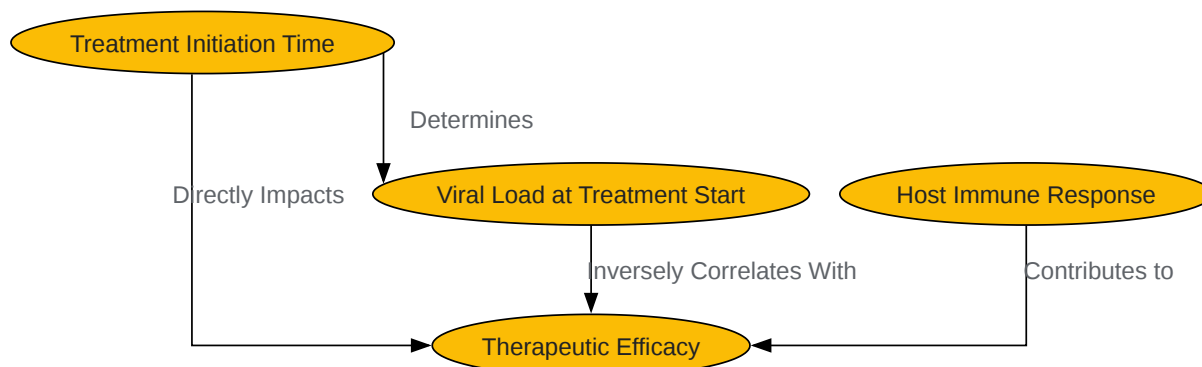 Treatment Initiation Time
Determines
Directly Impacts
Viral Load at Treatment Start
Host Immune Response
Inversely Correlates With
Contributes to
Therapeutic Efficacy